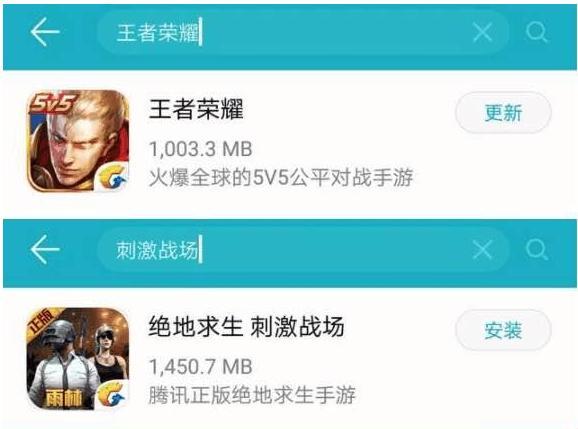 王者荣耀
5v5
王者荣耀
更新
1,003.3 MB
火爆全球的5V5公平对战手游
刺激战场
正版
雨林
绝地求生 刺激战场
安装
1,450.7 MB
腾讯正版绝地求生手游